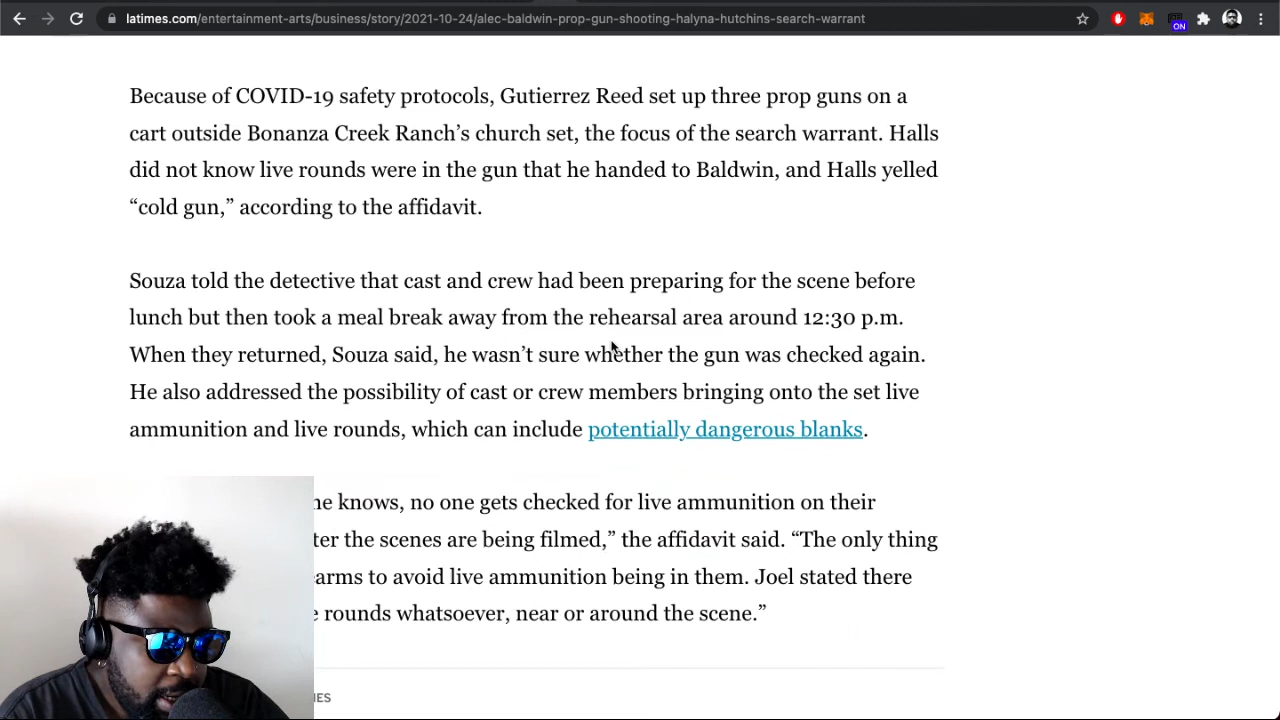 latimes.com/entertainment-arts/business/story/2021-10-24/alec-baldwin-prop-gun-shooting-halyna-hutchins-search-warrant
ON
Because of COVID-19 safety protocols, Gutierrez Reed set up three prop guns on a
cart outside Bonanza Creek Ranch’s church set, the focus of the search warrant. Halls
did not know live rounds were in the gun that he handed to Baldwin, and Halls yelled
“cold gun,” according to the affidavit.
Souza told the detective that cast and crew had been preparing for the scene before
lunch but then took a meal break away from the rehearsal area around 12:30 p.m.
When they returned, Souza said, he wasn’t sure whether the gun was checked again.
He also addressed the possibility of cast or crew members bringing onto the set live
ammunition and live rounds, which can include potentially dangerous blanks.
knows, no one gets checked for live ammunition on their
the scenes are being filmed,” the affidavit said. “The only thing
to avoid live ammunition being in them. Joel stated there
rounds whatsoever, near or around the scene.”